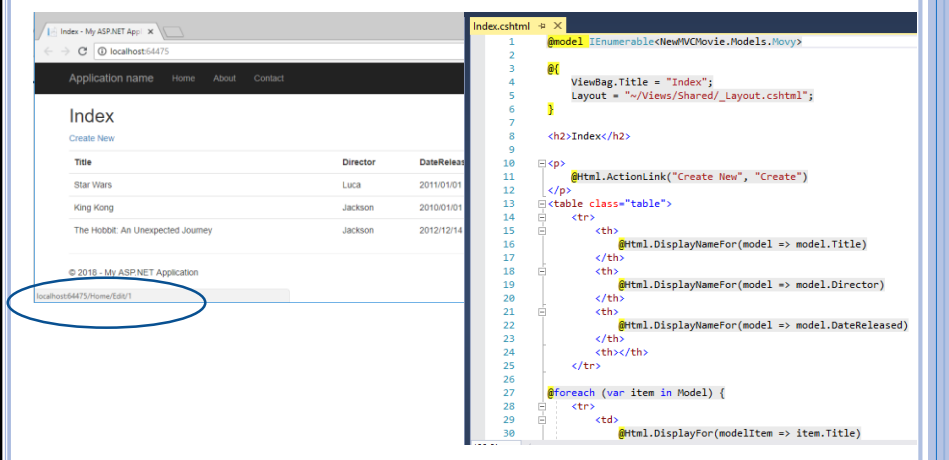 Index - My ASP.NET Appl
localhost:64475
Application name Home About Contact
Index
Create New
Title Director DateReleas
Star Wars Luca 2011/01/01
King Kong Jackson 2010/01/01
The Hobbit: An Unexpected Journey Jackson 2012/12/14
© 2018 - My ASP.NET Application
localhost:64475/Home/Edit/1
Index.cshtml
1 @model IEnumerable<NewMVCMovie.Models.Movy>
2
3 @{
4 ViewBag.Title = "Index";
5 Layout = "~/Views/Shared/_Layout.cshtml";
6 }
7
8 <h2>Index</h2>
9
10 <p>
11 @Html.ActionLink("Create New", "Create")
12 </p>
13 <table class="table">
14 <tr>
15 <th>
16 @Html.DisplayNameFor(model => model.Title)
17 </th>
18 <th>
19 @Html.DisplayNameFor(model => model.Director)
20 </th>
21 <th>
22 @Html.DisplayNameFor(model => model.DateReleased)
23 </th>
24 <th></th>
25 </tr>
26
27 @foreach (var item in Model) {
28 <tr>
29 <td>
30 @Html.DisplayFor(modelItem => item.Title)